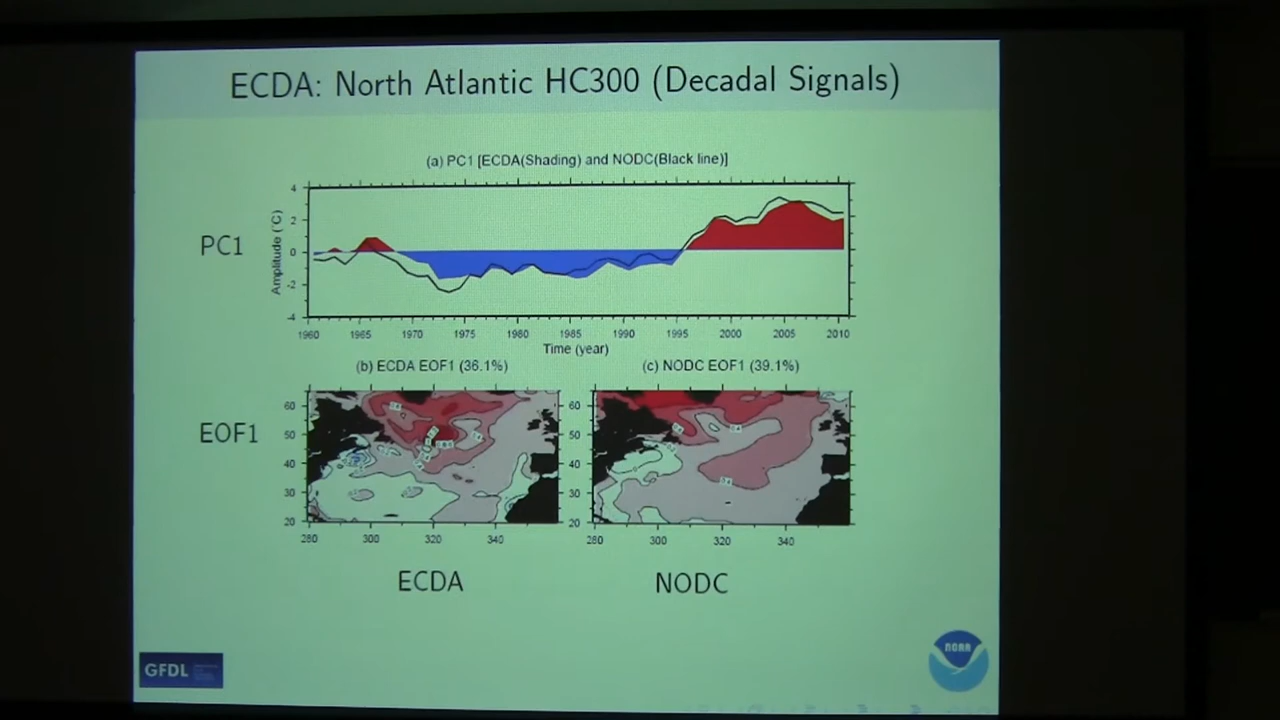 ECDA: North Atlantic HC300 (Decadal Signals)
(a) PC1 [ECDA(Shading) and NODC(Black line)]
PC1
Amplitude (°C)
4
2
0
-2
-4
1960 1965 1970 1975 1980 1985 1990 1995 2000 2005 2010
Time (year)
(b) ECDA EOF1 (36.1%)
(c) NODC EOF1 (39.1%)
EOF1
60
50
40
30
20
280 300 320 340
60
50
40
30
20
280 300 320 340
ECDA
NODC
GFDL
NOAA